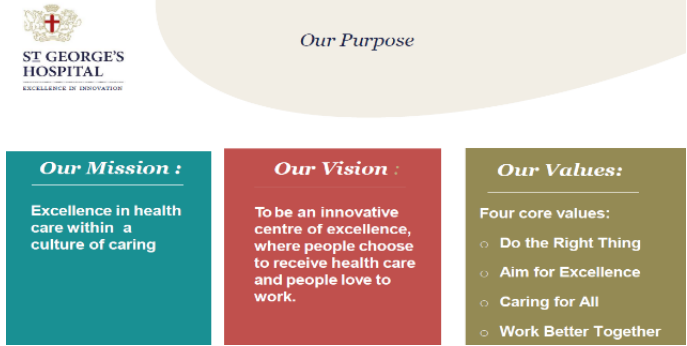 ST GEORGE'S
HOSPITAL
EXCELLENCE IN INNOVATION
Our Purpose
Our Mission :
Excellence in health
care within a
culture of caring
Our Vision :
To be an innovative
centre of excellence,
where people choose
to receive health care
and people love to
work.
Our Values:
Four core values:
o Do the Right Thing
o Aim for Excellence
o Caring for All
o Work Better Together